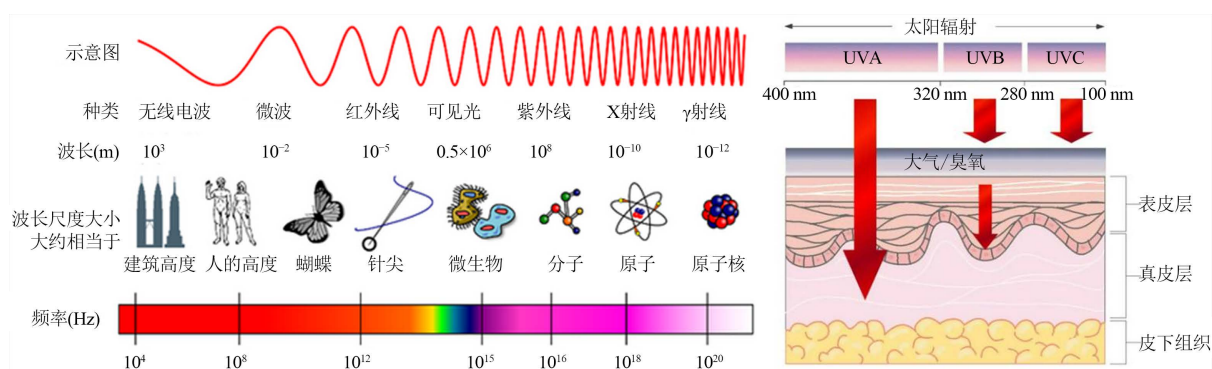 示意图
种类 无线电波 微波 红外线 可见光 紫外线 X射线 γ射线
波长(m) 10³ 10⁻² 10⁻⁵ 0.5×10⁶ 10⁸ 10⁻¹⁰ 10⁻¹²
波长尺度大小
大约相当于
建筑高度 人的高度 蝴蝶 针尖 微生物 分子 原子 原子核
频率(Hz)
10⁴ 10⁸ 10¹² 10¹⁵ 10¹⁶ 10¹⁸ 10²⁰
太阳辐射
UVA UVB UVC
400 nm 320 nm 280 nm 100 nm
大气/臭氧
表皮层
真皮层
皮下组织